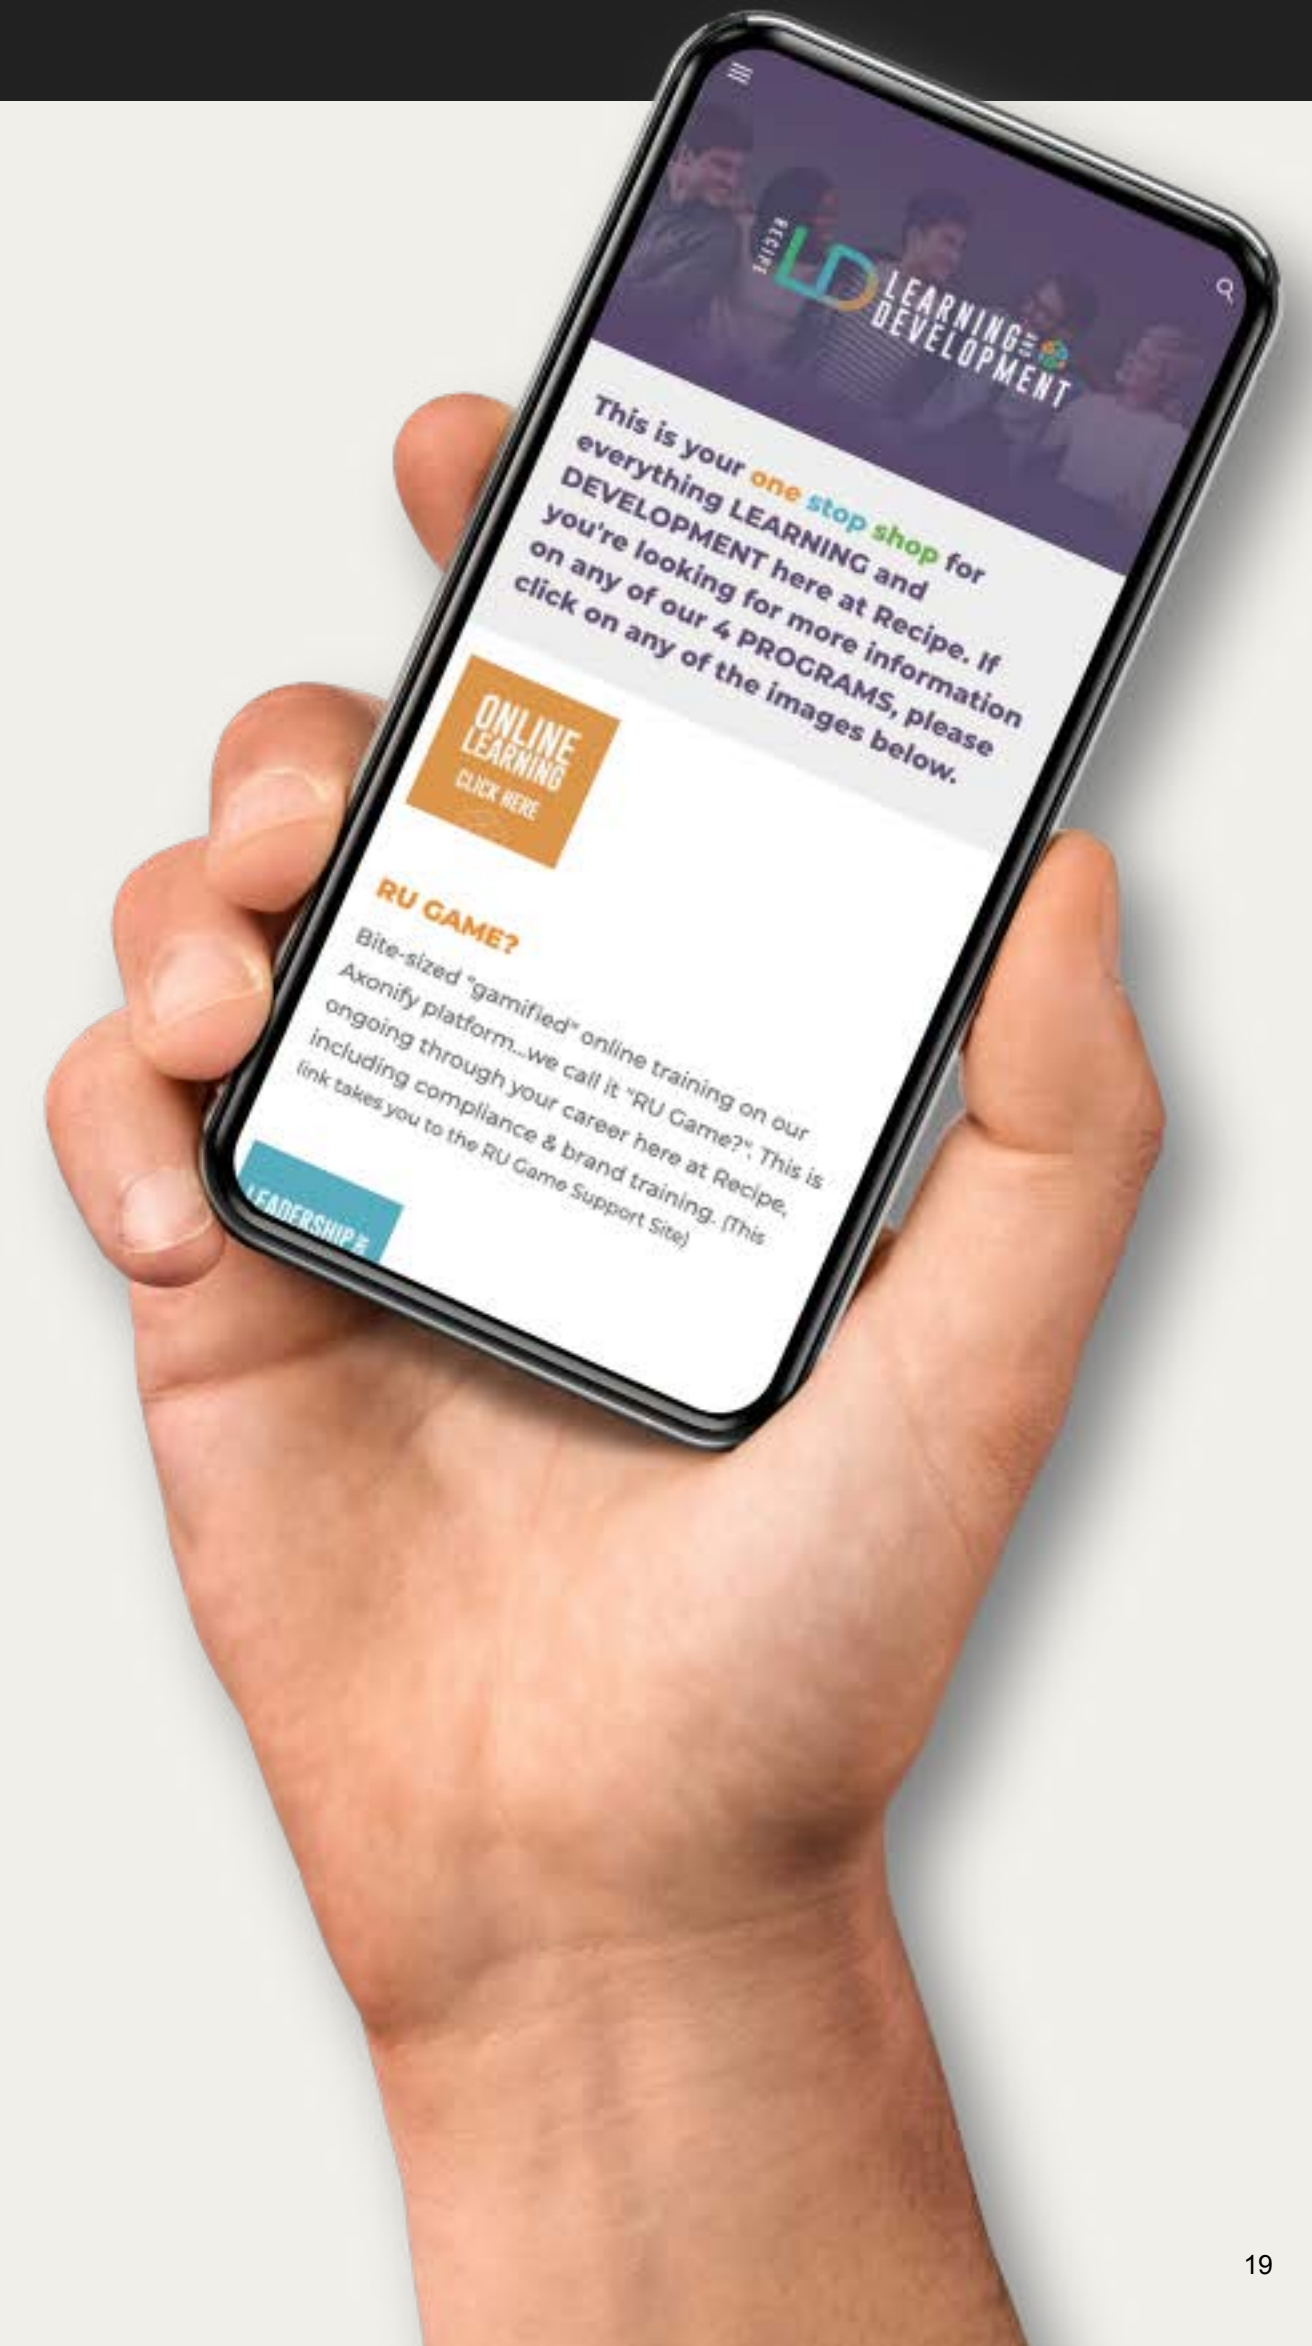 RECIPE
LD
LEARNING AND
DEVELOPMENT
This is your one stop shop for
everything LEARNING and
DEVELOPMENT here at Recipe. If
you're looking for more information
on any of our 4 PROGRAMS, please
click on any of the images below.
ONLINE
LEARNING
CLICK HERE
RU GAME?
Bite-sized "gamified" online training on our
Axonify platform...we call it "RU Game?". This is
ongoing through your career here at Recipe,
including compliance & brand training. (This
link takes you to the RU Game Support Site)
LEADERSHIP
19